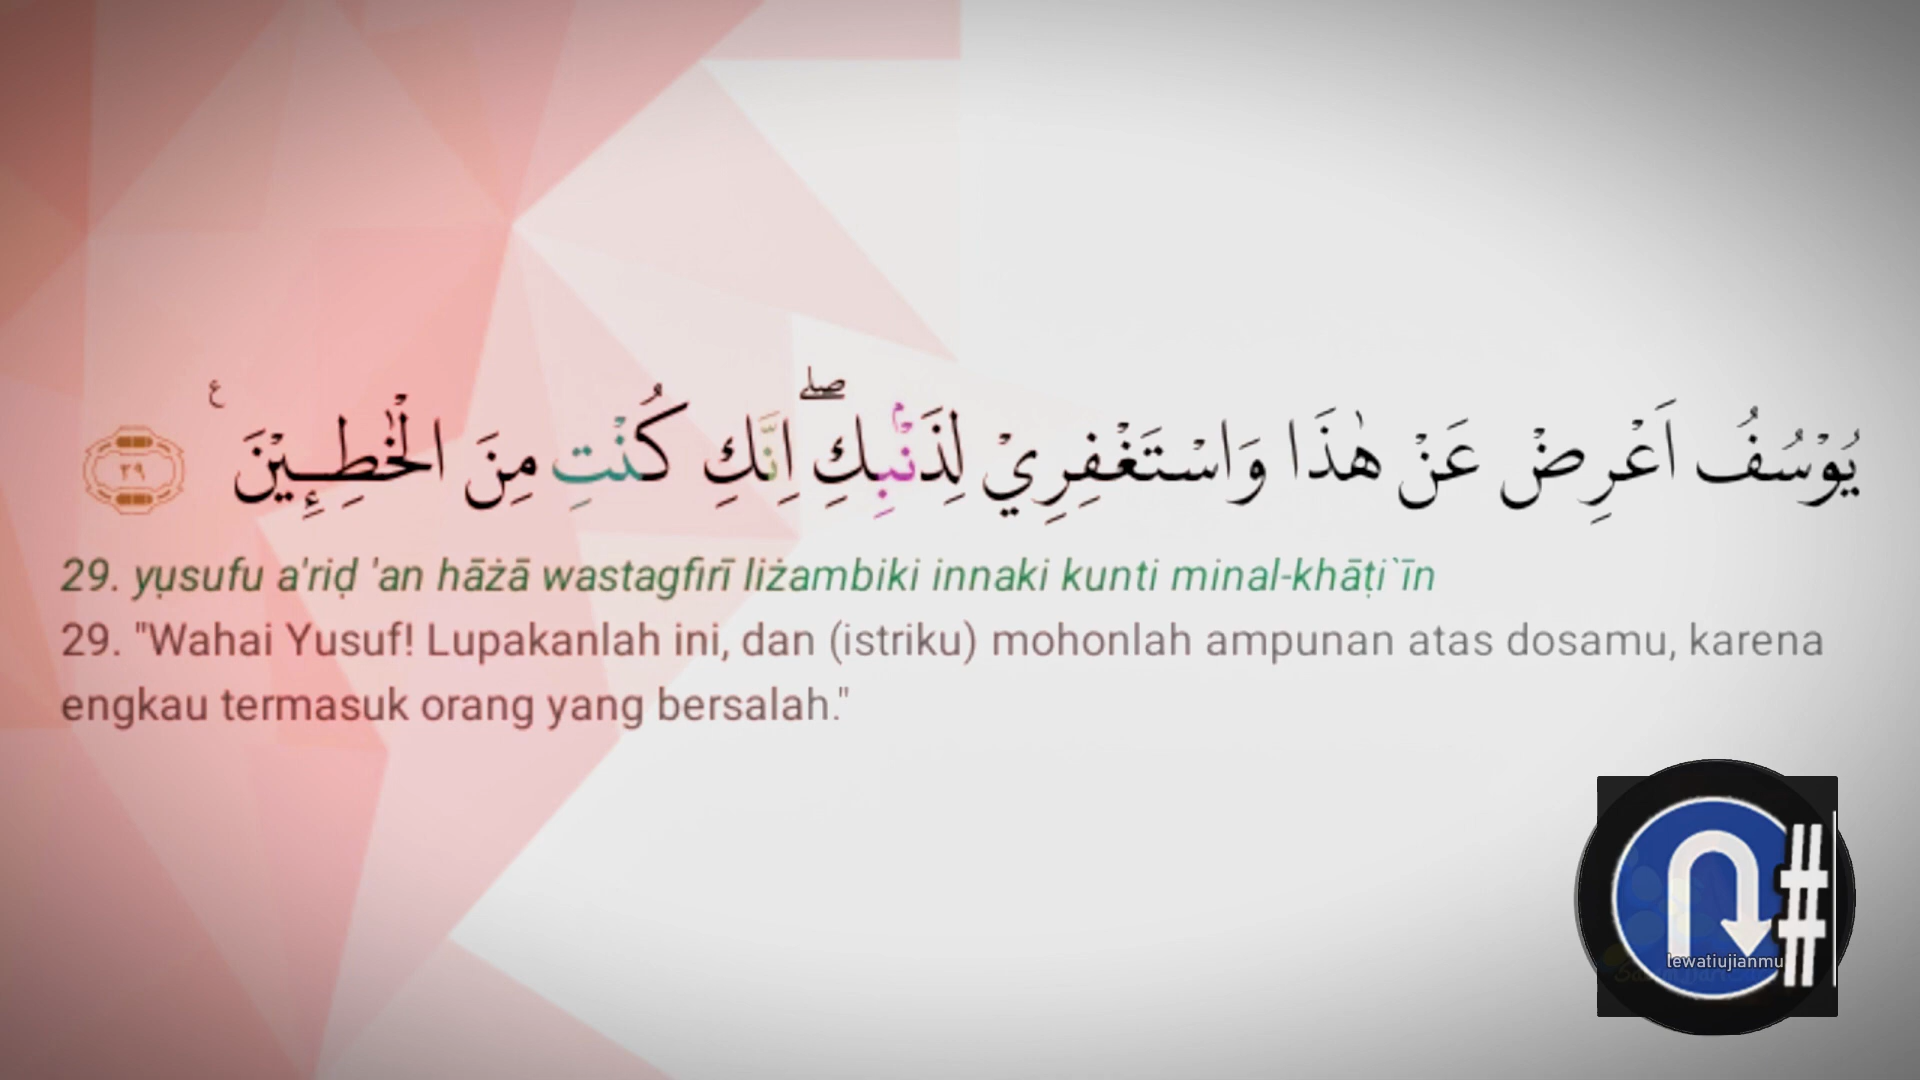 يُوْسُفُ اَعْرِضْ عَنْ هٰذَا وَاسْتَغْفِرِيْ لِذَنْۢبِكِۖ اِنَّكِ كُنْتِ مِنَ الْخٰطِـِٕيْنَ ࣖ ٢٩
29. yụsufu a'riḍ 'an hāżā wastagfirī liżambiki innaki kunti minal-khāṭi`īn
29. "Wahai Yusuf! Lupakanlah ini, dan (istriku) mohonlah ampunan atas dosamu, karena
engkau termasuk orang yang bersalah."
#
lewatiujianmu